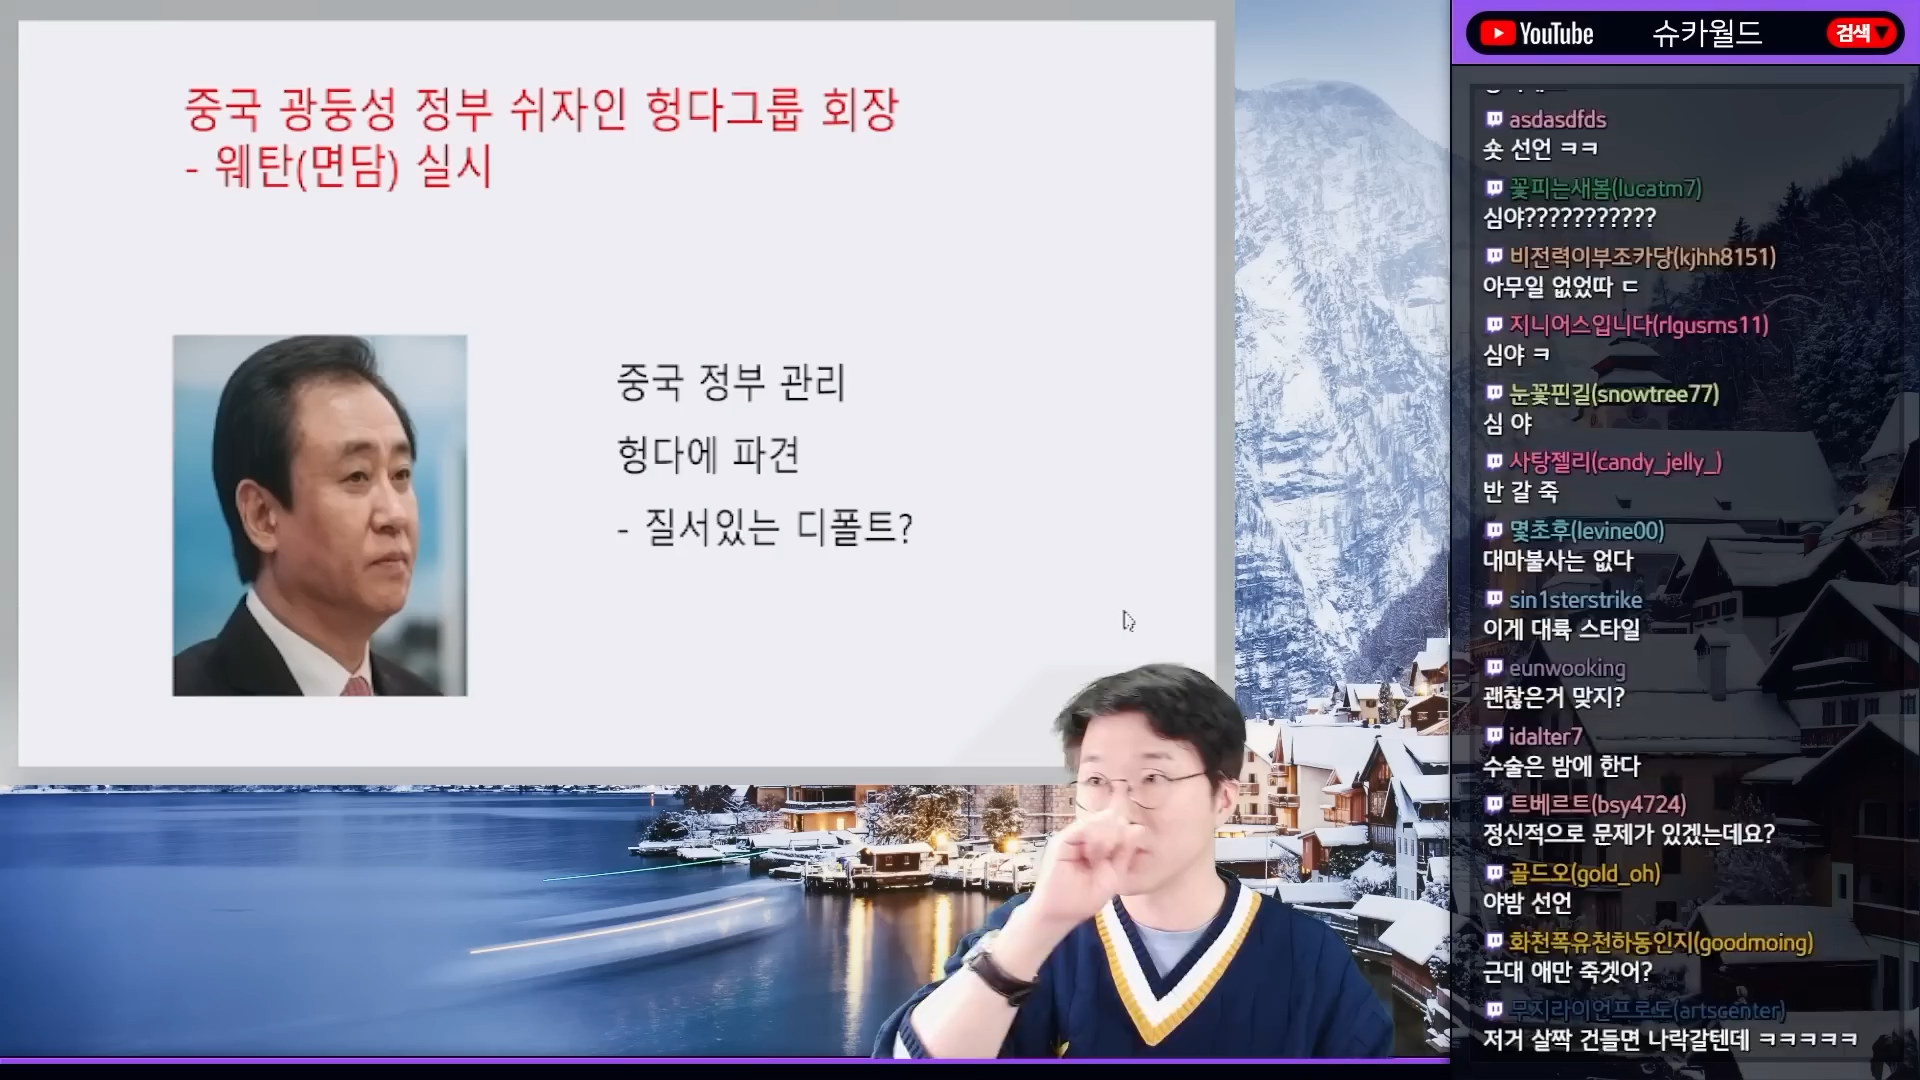 중국 광둥성 정부 쉬자인 헝다그룹 회장
- 웨탄(면담) 실시
중국 정부 관리
헝다에 파견
- 질서있는 디폴트?
YouTube 슈카월드 검색
asdasdfds
숏 선언 ㅋㅋ
꽃피는새봄(lucatm7)
심야???????????
비전력이부조카당(kjhh8151)
아무일 없었따 ㄷ
지니어스입니다(rlgusms11)
심야 ㅋ
눈꽃핀길(snowtree77)
심 야
사탕젤리(candy_jelly_)
반 갈 죽
몇초후(levine00)
대마불사는 없다
sin1sterstrike
이게 대륙 스타일
eunwooking
괜찮은거 맞지?
idalter7
수술은 밤에 한다
트베르트(bsy4724)
정신적으로 문제가 있겠는데요?
골드오(gold_oh)
야밤 선언
화천폭유천하동인지(goodmoing)
근대 애만 죽겟어?
무지라이언프로도(artscenter)
저거 살짝 건들면 나락갈텐데 ㅋㅋㅋㅋㅋ